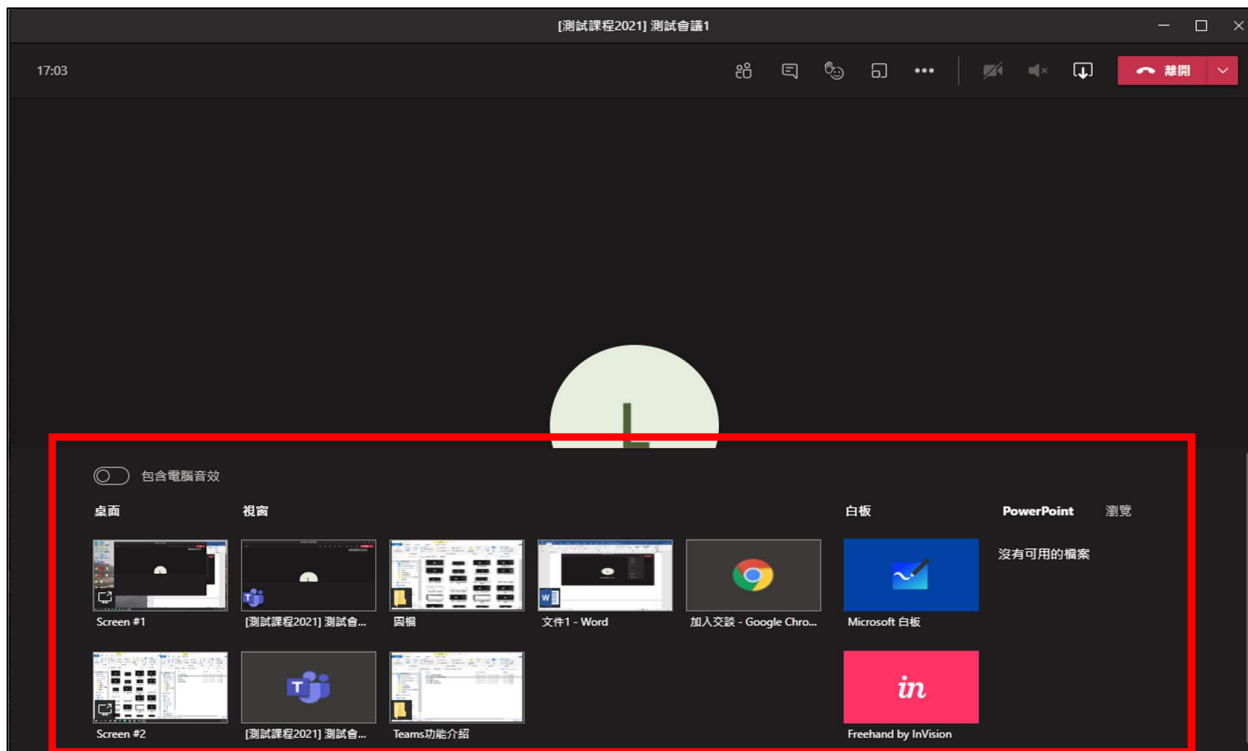 [測試課程2021] 測試會議1
17:03
離開
L
包含電腦音效
桌面 視窗 白板 PowerPoint 瀏覽
沒有可用的檔案
Screen #1 [測試課程2021] 測試會... 圖檔 文件1 - Word 加入交談 - Google Chro... Microsoft 白板
in
Screen #2 [測試課程2021] 測試會... Teams功能介紹 Freehand by InVision